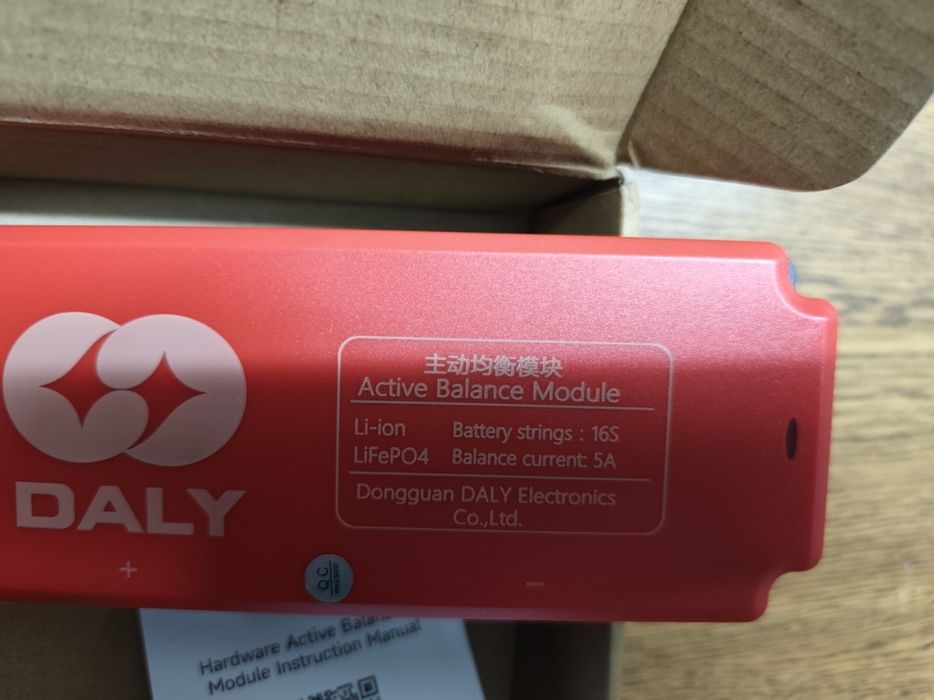 主动均衡模块
Active Balance Module
Li-ion Battery strings : 16S
LiFePO4 Balance current: 5A
Dongguan DALY Electronics
Co.,Ltd.
DALY
+
−
QC
PASSED
Hardware Active
Module Instruction Manual